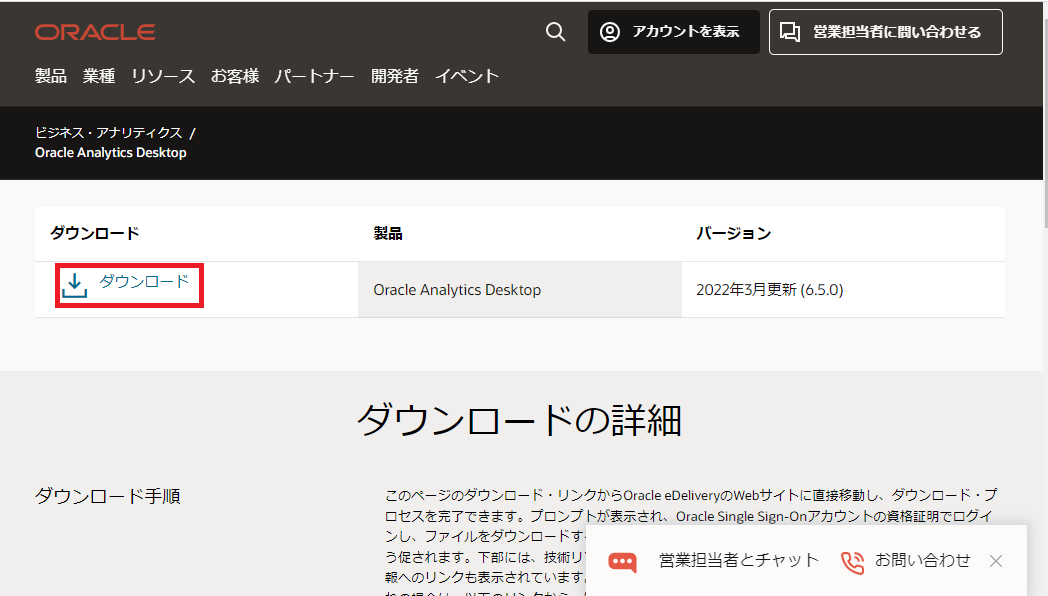 ORACLE
アカウントを表示
営業担当者に問い合わせる
製品 業種 リソース お客様 パートナー 開発者 イベント
ビジネス・アナリティクス /
Oracle Analytics Desktop
ダウンロード 製品 バージョン
ダウンロード Oracle Analytics Desktop 2022年3月更新 (6.5.0)
ダウンロードの詳細
ダウンロード手順
このページのダウンロード・リンクからOracle eDeliveryのWebサイトに直接移動し、ダウンロード・プ
ロセスを完了できます。プロンプトが表示され、Oracle Single Sign-Onアカウントの資格証明でログイ
ンし、ファイルをダウンロードす
う促されます。下部には、技術リ
報へのリンクも表示されています。
営業担当者とチャット
お問い合わせ